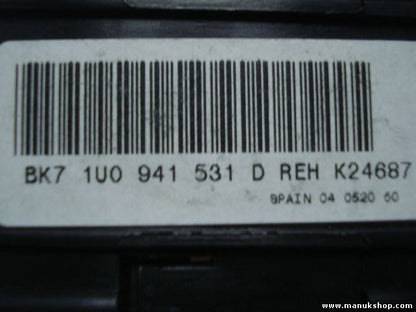 BK7 1U0 941 531 D REH K24687
SPAIN 04 0520 60
www.manukshop.com